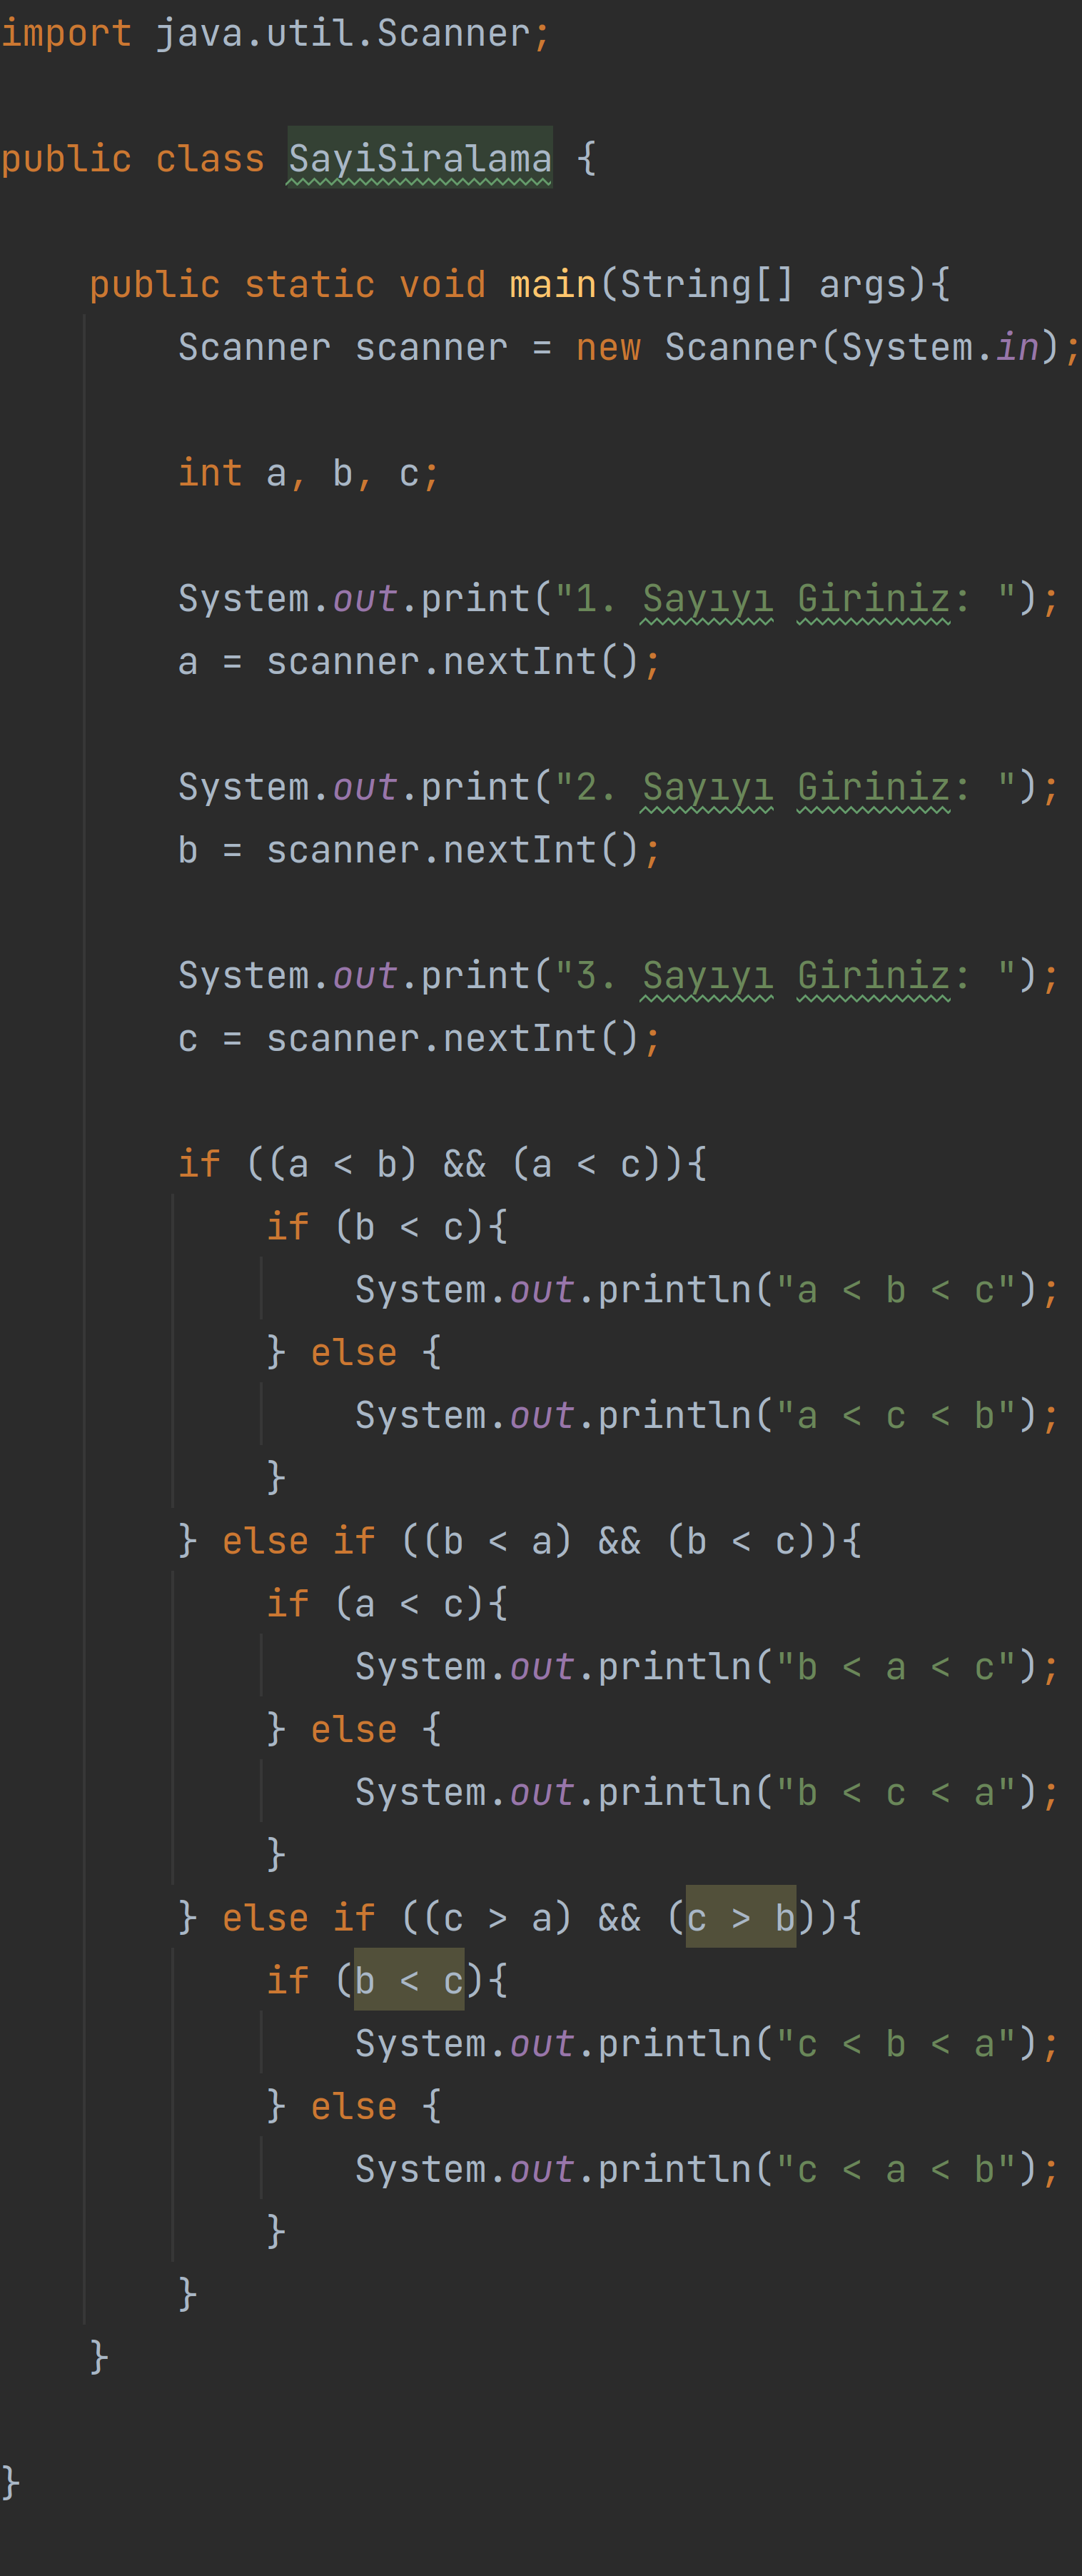 import java.util.Scanner;
public class SayiSiralama {
public static void main(String[] args){
Scanner scanner = new Scanner(System.in);
int a, b, c;
System.out.print("1. Sayıyı Giriniz: ");
a = scanner.nextInt();
System.out.print("2. Sayıyı Giriniz: ");
b = scanner.nextInt();
System.out.print("3. Sayıyı Giriniz: ");
c = scanner.nextInt();
if ((a < b) && (a < c)){
if (b < c){
System.out.println("a < b < c");
} else {
System.out.println("a < c < b");
}
} else if ((b < a) && (b < c)){
if (a < c){
System.out.println("b < a < c");
} else {
System.out.println("b < c < a");
}
} else if ((c > a) && (c > b)){
if (b < c){
System.out.println("c < b < a");
} else {
System.out.println("c < a < b");
}
}
}
}